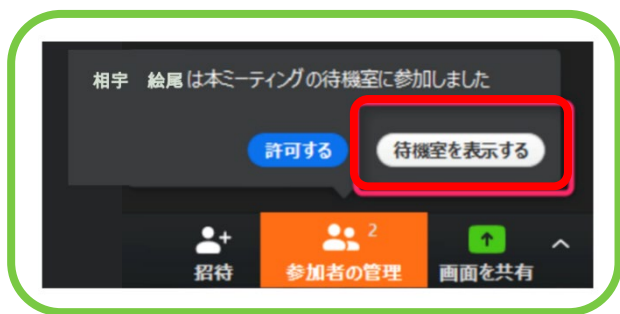 相宇 絵尾は本ミーティングの待機室に参加しました
許可する 待機室を表示する
2
招待 参加者の管理 画面を共有